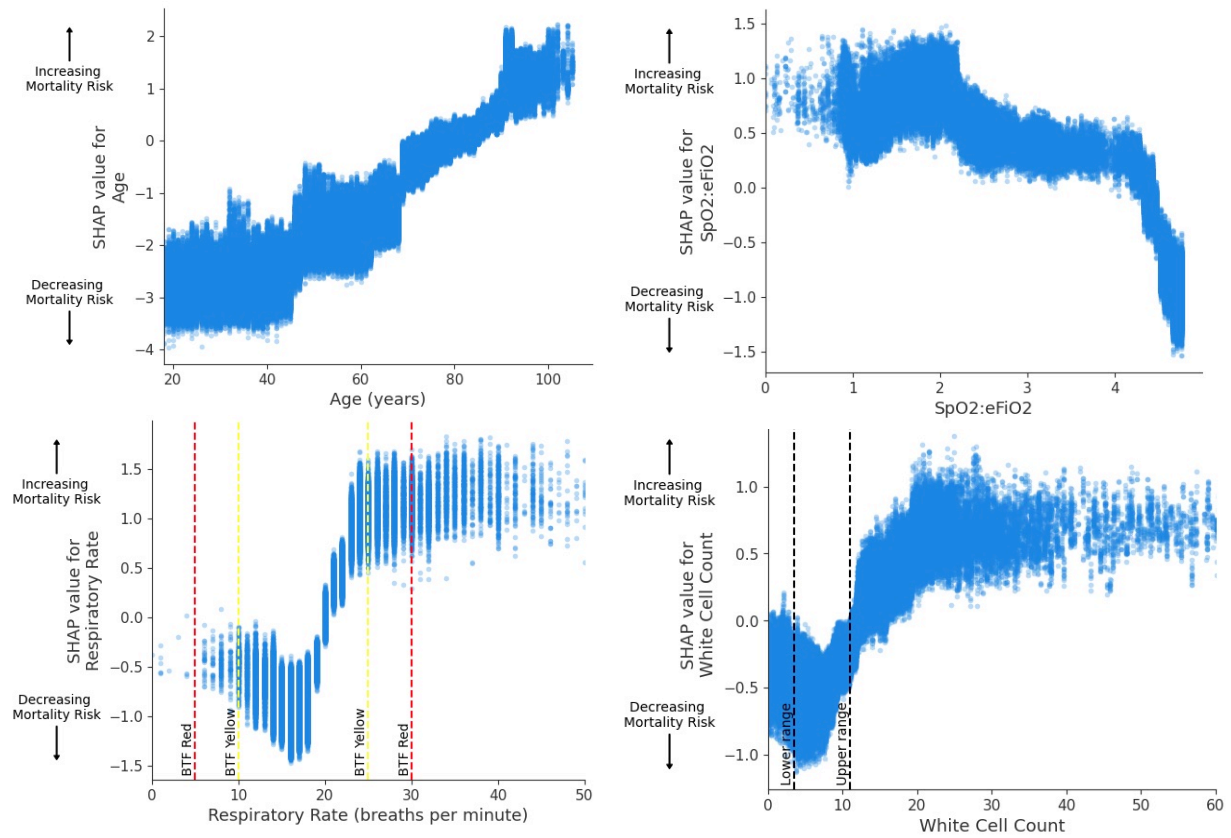 Increasing
Mortality Risk
Decreasing
Mortality Risk
SHAP value for
Age
2
1
0
−1
−2
−3
−4
20
40
60
80
100
Age (years)
Increasing
Mortality Risk
Decreasing
Mortality Risk
SHAP value for
SpO2:eFiO2
1.5
1.0
0.5
0.0
−0.5
−1.0
−1.5
0
1
2
3
4
SpO2:eFiO2
Increasing
Mortality Risk
Decreasing
Mortality Risk
SHAP value for
Respiratory Rate
1.5
1.0
0.5
0.0
−0.5
−1.0
−1.5
BTF Red
BTF Yellow
BTF Yellow
BTF Red
0
10
20
30
40
50
Respiratory Rate (breaths per minute)
Increasing
Mortality Risk
Decreasing
Mortality Risk
SHAP value for
White Cell Count
1.0
0.5
0.0
−0.5
−1.0
Lower range
Upper range
0
10
20
30
40
50
60
White Cell Count